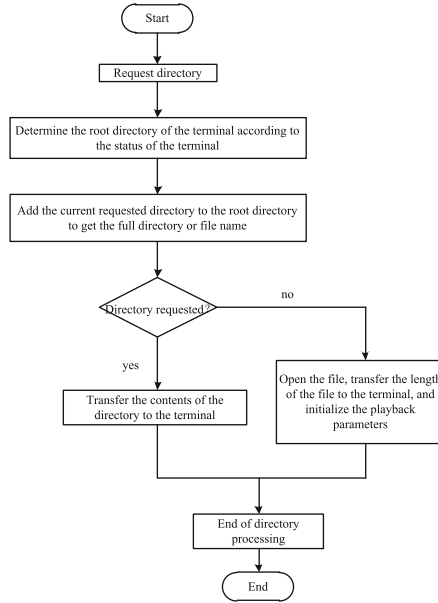 Start
Request directory
Determine the root directory of the terminal according to
the status of the terminal
Add the current requested directory to the root directory
to get the full directory or file name
Directory requested?
no
yes
Transfer the contents of the
directory to the terminal
Open the file, transfer the length
of the file to the terminal, and
initialize the playback
parameters
End of directory
processing
End